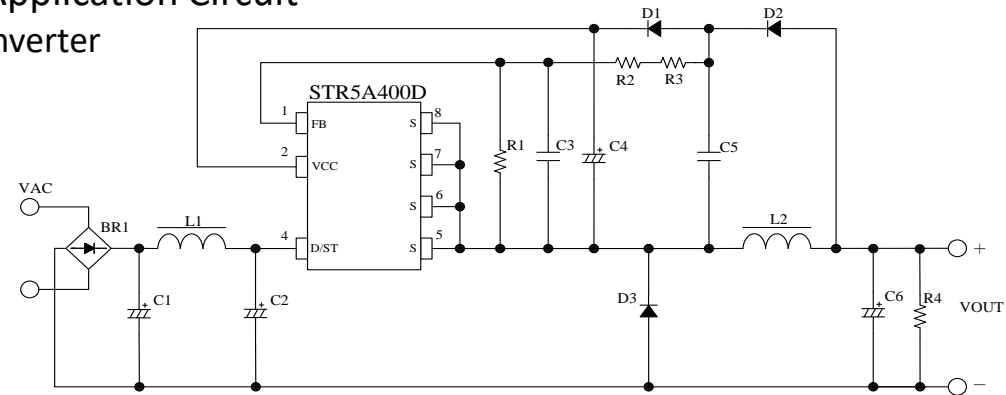 Application Circuit
nverter
D1
D2
R2
R3
STR5A400D
1
FB
S
8
2
VCC
S
7
S
6
4
D/ST
S
5
R1
C3
+
C4
C5
VAC
BR1
L1
L2
+
C1
+
C2
D3
+
C6
R4
+
VOUT
−